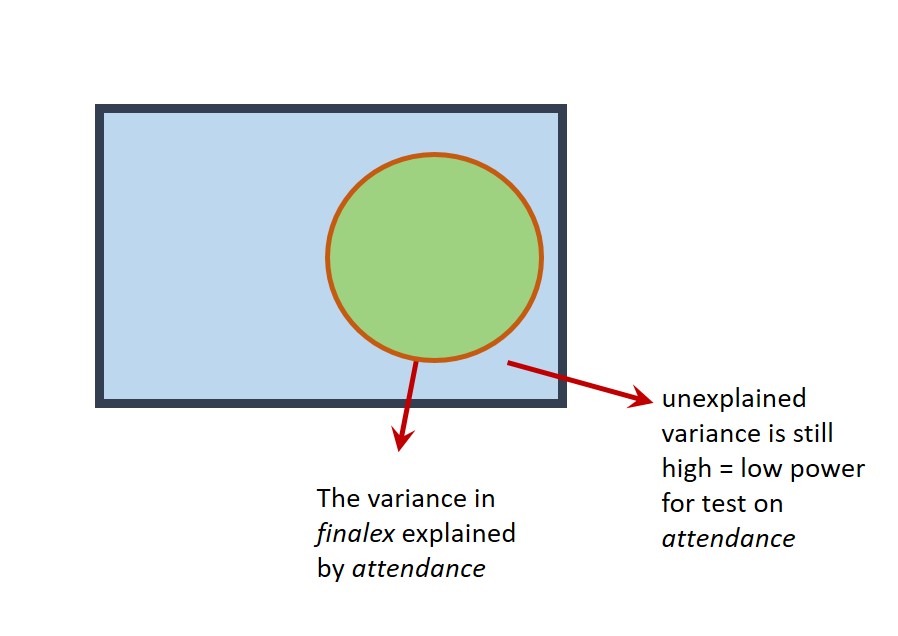 unexplained
variance is still
high = low power
for test on
attendance
The variance in
finalex explained
by attendance